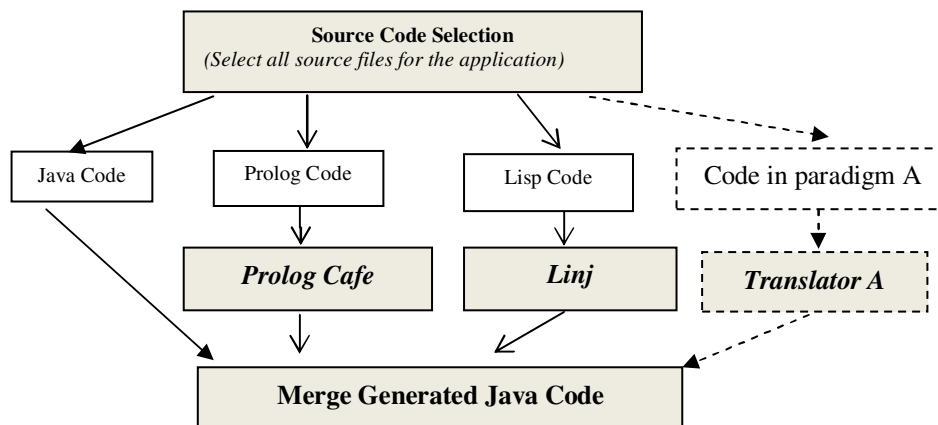 Source Code Selection
(Select all source files for the application)
Java Code
Prolog Code
Lisp Code
Code in paradigm A
Prolog Cafe
Linj
Translator A
Merge Generated Java Code